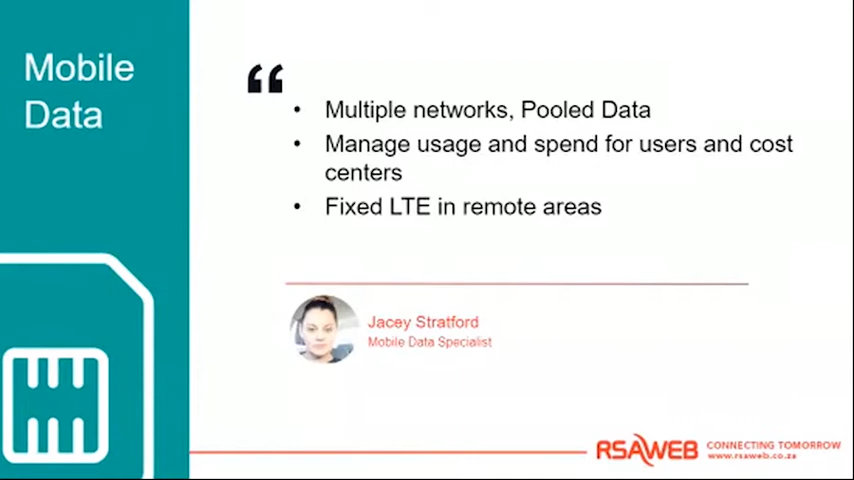 Mobile
Data
“
• Multiple networks, Pooled Data
• Manage usage and spend for users and cost
centers
• Fixed LTE in remote areas
Jacey Stratford
Mobile Data Specialist
RSAWEB CONNECTING TOMORROW
www.rsaweb.co.za